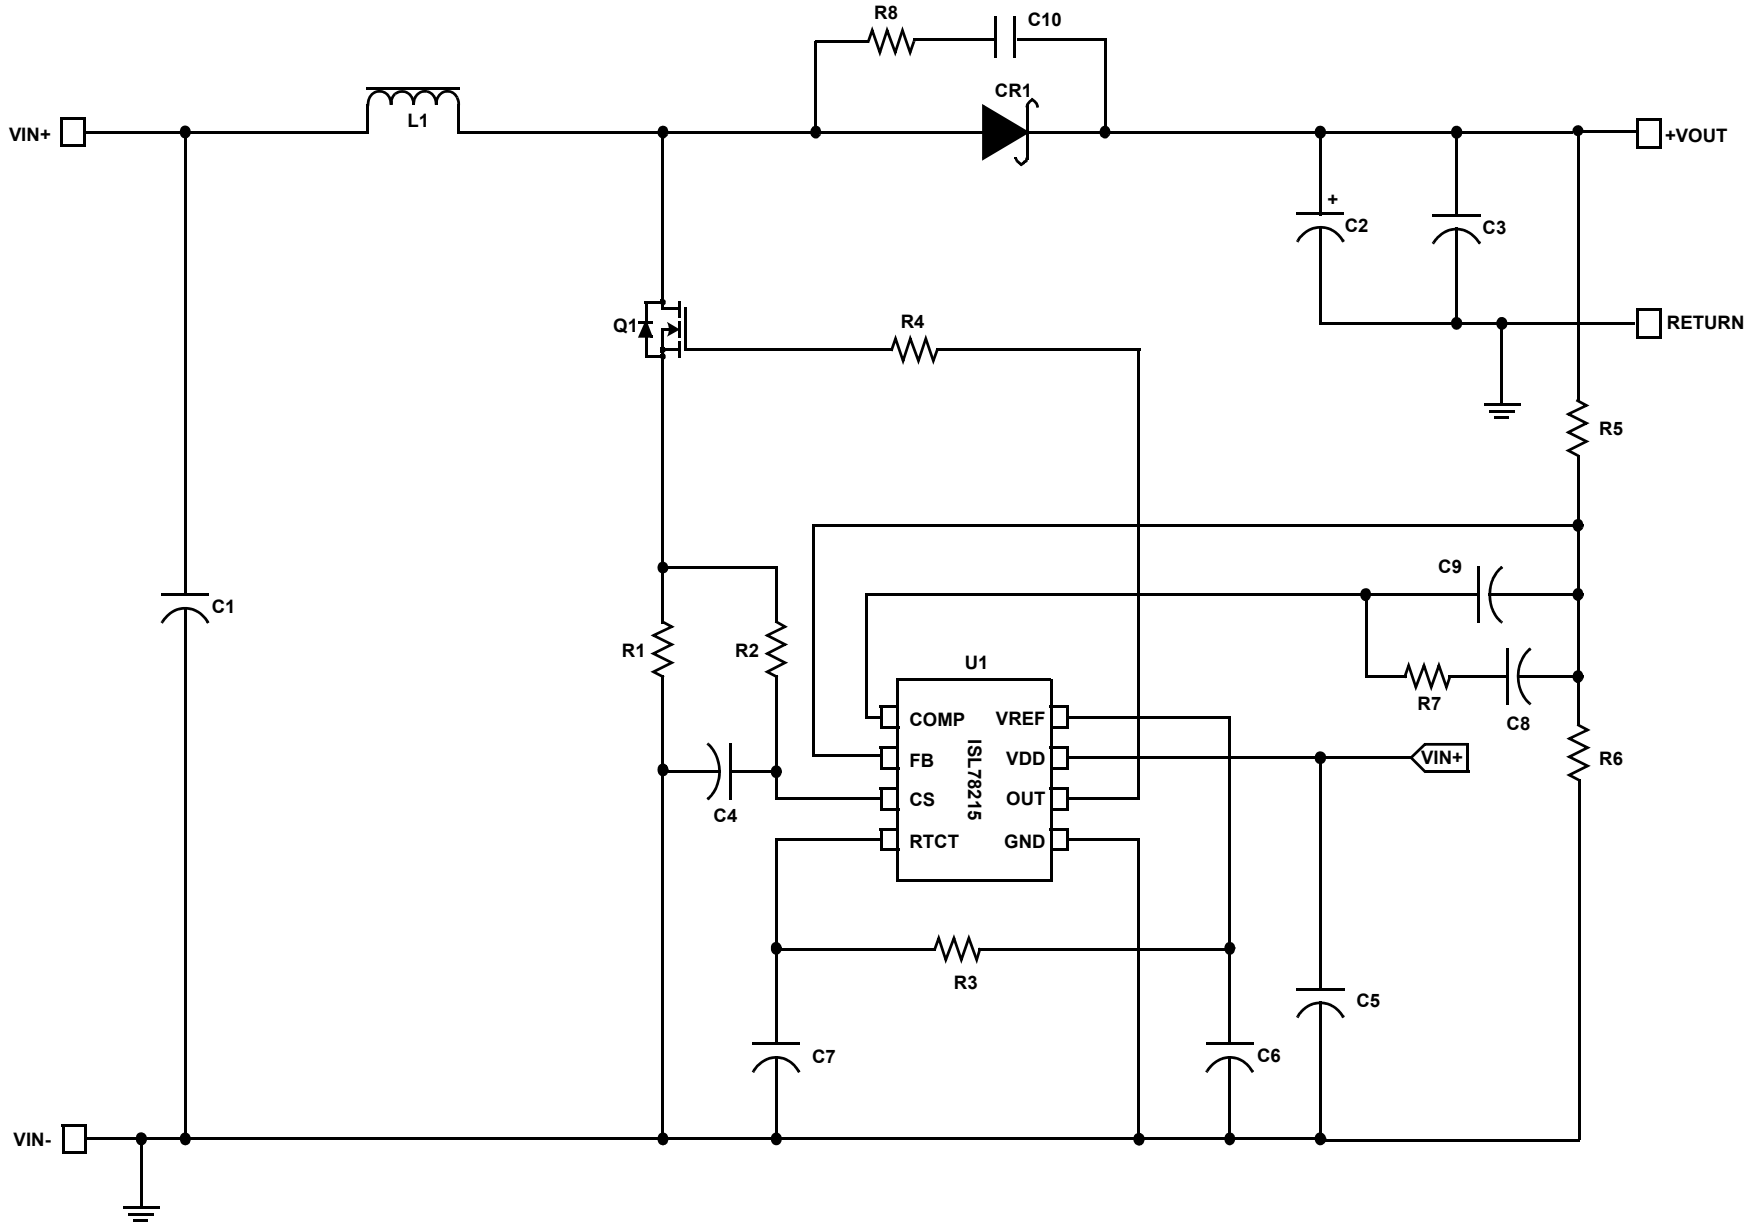 R8
C10
CR1
VIN+
L1
+VOUT
+
C2
C3
Q1
R4
RETURN
R5
C9
C1
R1
R2
U1
R7
C8
COMP
VREF
FB
VDD
VIN+
R6
CS
OUT
C4
RTCT
GND
ISL78215
R3
C5
C7
C6
VIN-